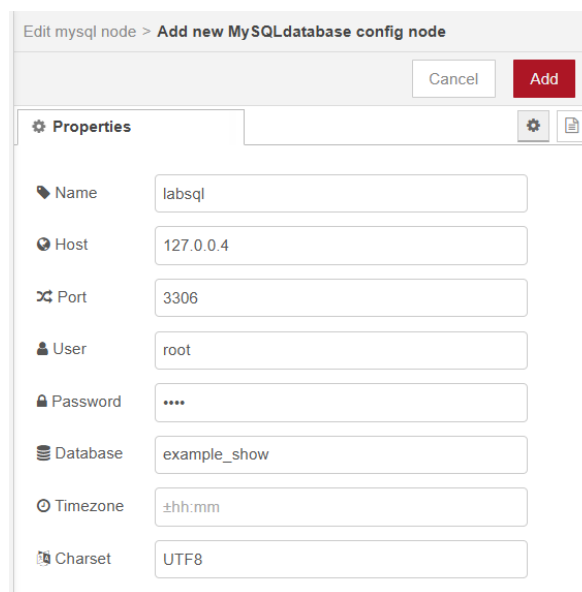 Edit mysql node > Add new MySQLdatabase config node
Cancel Add
Properties
Name labsql
Host 127.0.0.4
Port 3306
User root
Password ••••
Database example_show
Timezone ±hh:mm
Charset UTF8